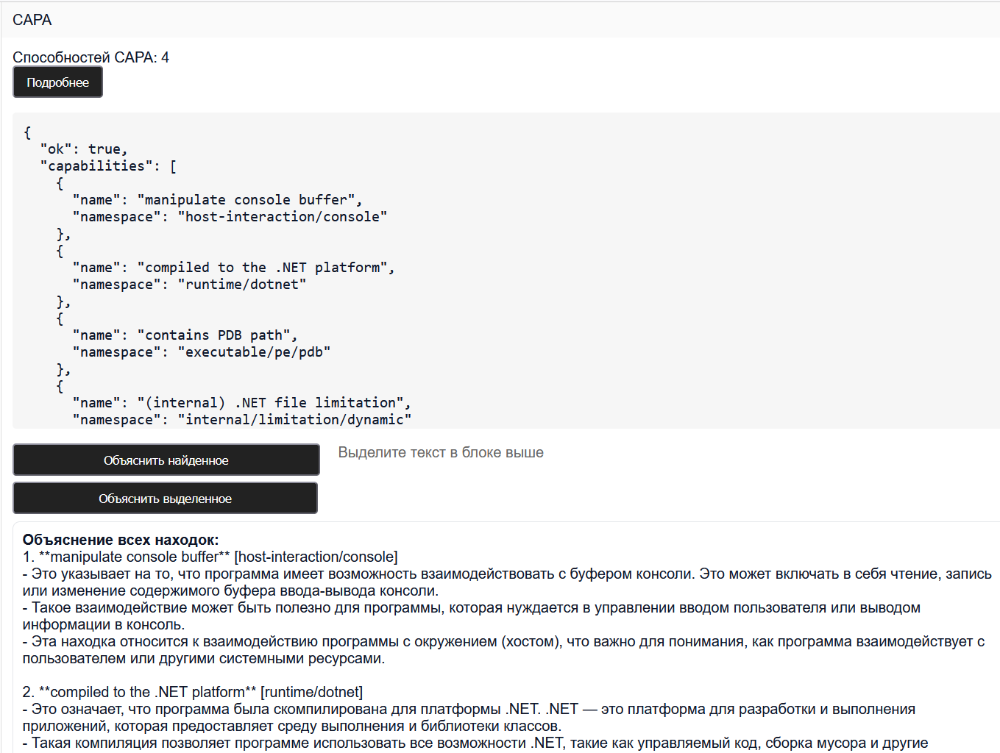 CAPA
Способностей CAPA: 4
Подробнее
{
  "ok": true,
  "capabilities": [
    {
      "name": "manipulate console buffer",
      "namespace": "host-interaction/console"
    },
    {
      "name": "compiled to the .NET platform",
      "namespace": "runtime/dotnet"
    },
    {
      "name": "contains PDB path",
      "namespace": "executable/pe/pdb"
    },
    {
      "name": "(internal) .NET file limitation",
      "namespace": "internal/limitation/dynamic"
Объяснить найденное
Выделите текст в блоке выше
Объяснить выделенное
Объяснение всех находок:
1. **manipulate console buffer** [host-interaction/console]
- Это указывает на то, что программа имеет возможность взаимодействовать с буфером консоли. Это может включать в себя чтение, запись
или изменение содержимого буфера ввода-вывода консоли.
- Такое взаимодействие может быть полезно для программы, которая нуждается в управлении вводом пользователя или выводом
информации в консоль.
- Эта находка относится к взаимодействию программы с окружением (хостом), что важно для понимания, как программа взаимодействует с
пользователем или другими системными ресурсами.
2. **compiled to the .NET platform** [runtime/dotnet]
- Это означает, что программа была скомпилирована для платформы .NET. .NET — это платформа для разработки и выполнения
приложений, которая предоставляет среду выполнения и библиотеки классов.
- Такая компиляция позволяет программе использовать все возможности .NET, такие как управляемый код, сборка мусора и другие